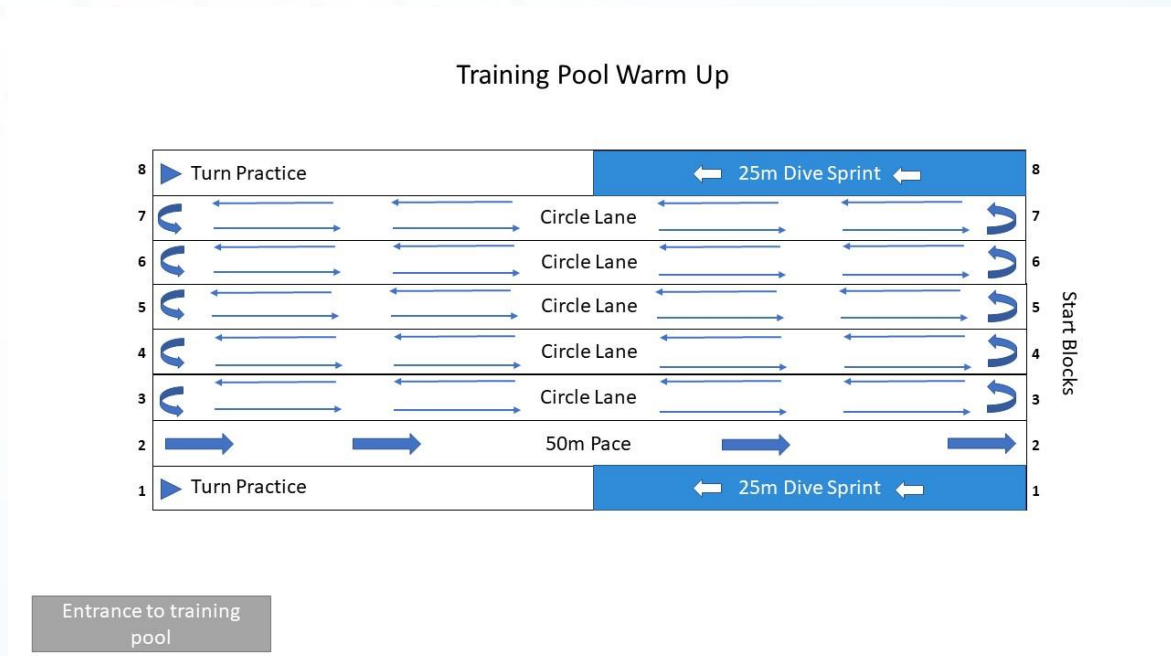 Training Pool Warm Up
8 Turn Practice 25m Dive Sprint 8
7 Circle Lane 7
6 Circle Lane 6
5 Circle Lane 5
4 Circle Lane 4
3 Circle Lane 3
2 50m Pace 2
1 Turn Practice 25m Dive Sprint 1
Start Blocks
Entrance to training
pool